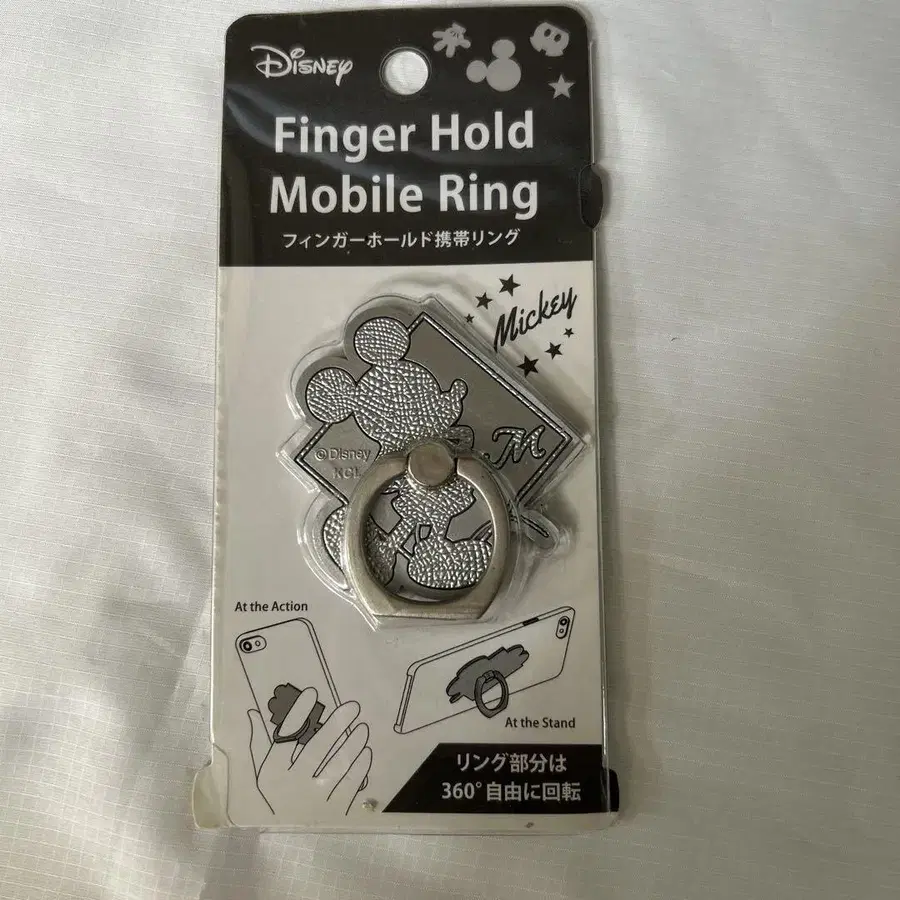 Disney
Finger Hold
Mobile Ring
フィンガーホールド携帯リング
Mickey
M
©Disney
At the Action
At the Stand
リング部分は
360°自由に回転